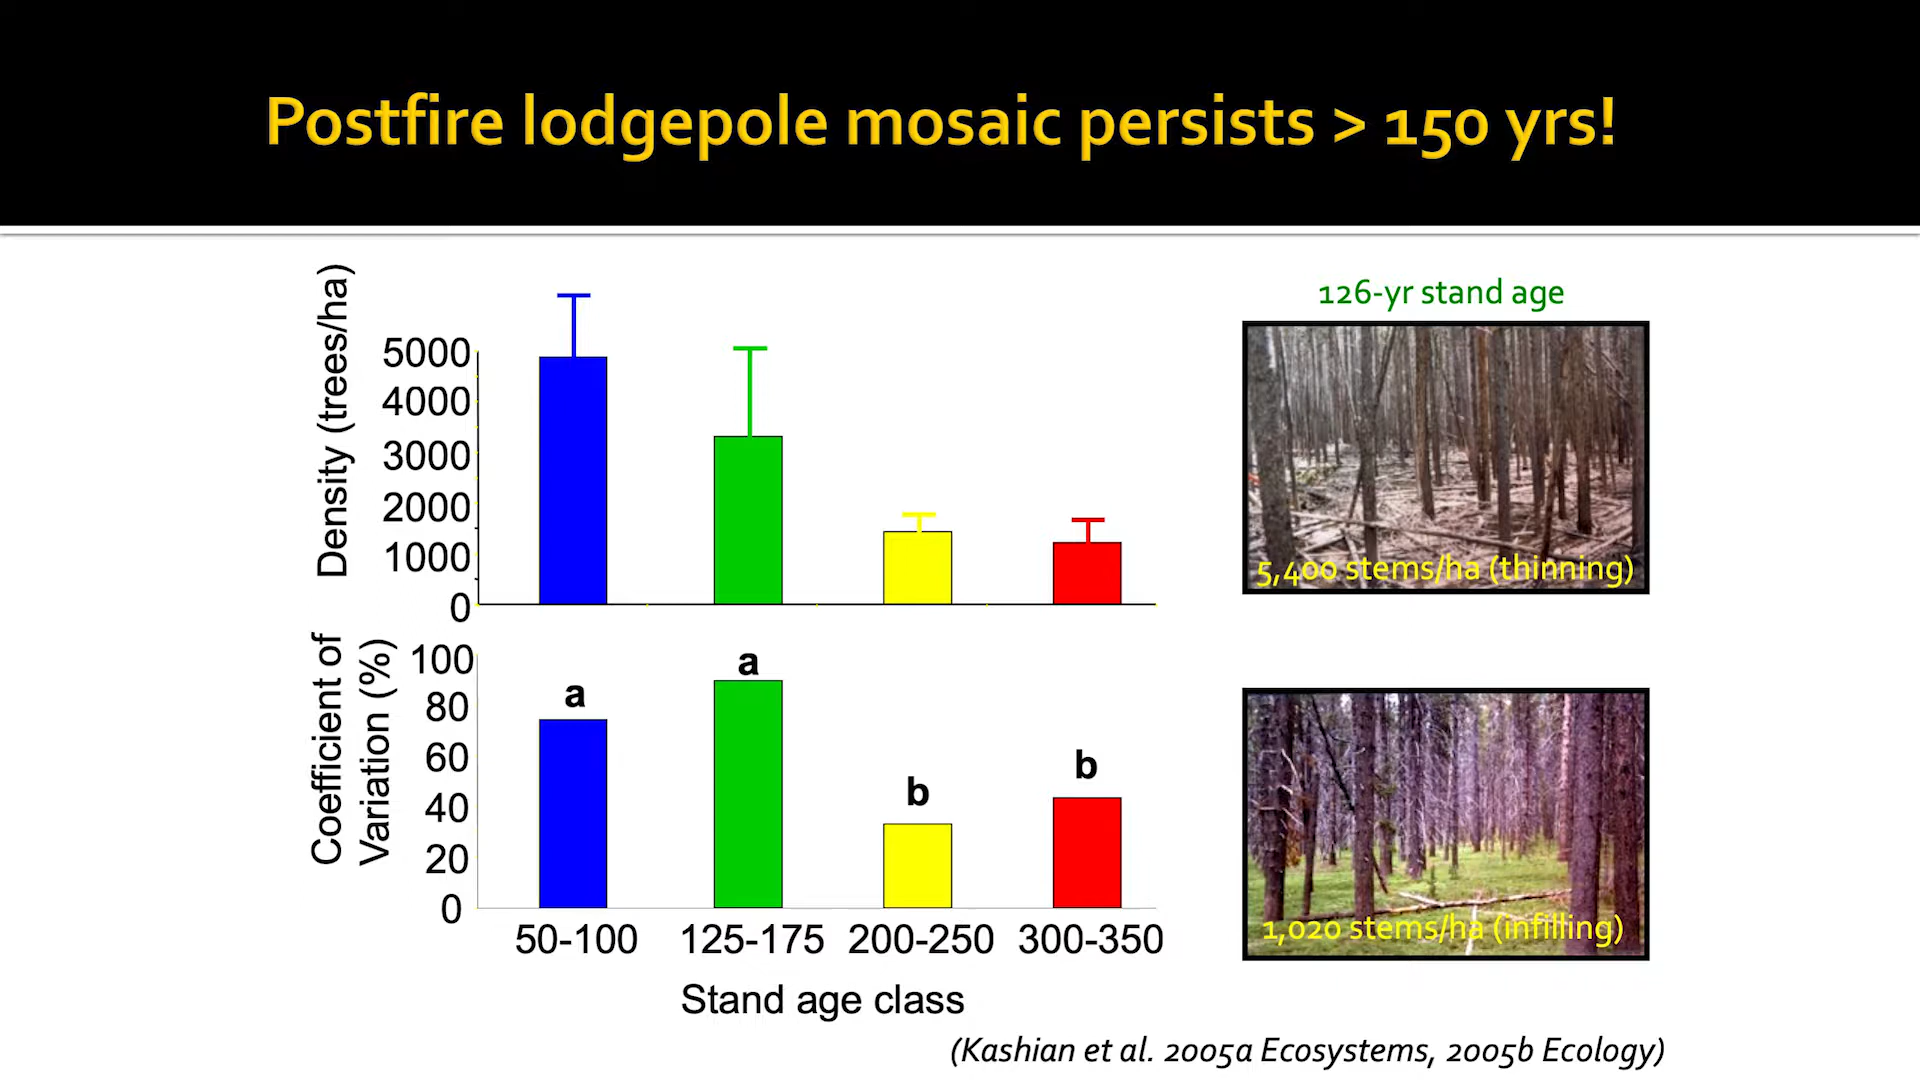 Postfire lodgepole mosaic persists > 150 yrs!
Density (trees/ha)
5000
4000
3000
2000
1000
0
Coefficient of
Variation (%)
100
80
60
40
20
0
a
a
b
b
50-100 125-175 200-250 300-350
Stand age class
126-yr stand age
5,400 stems/ha (thinning)
1,020 stems/ha (infilling)
(Kashian et al. 2005a Ecosystems, 2005b Ecology)